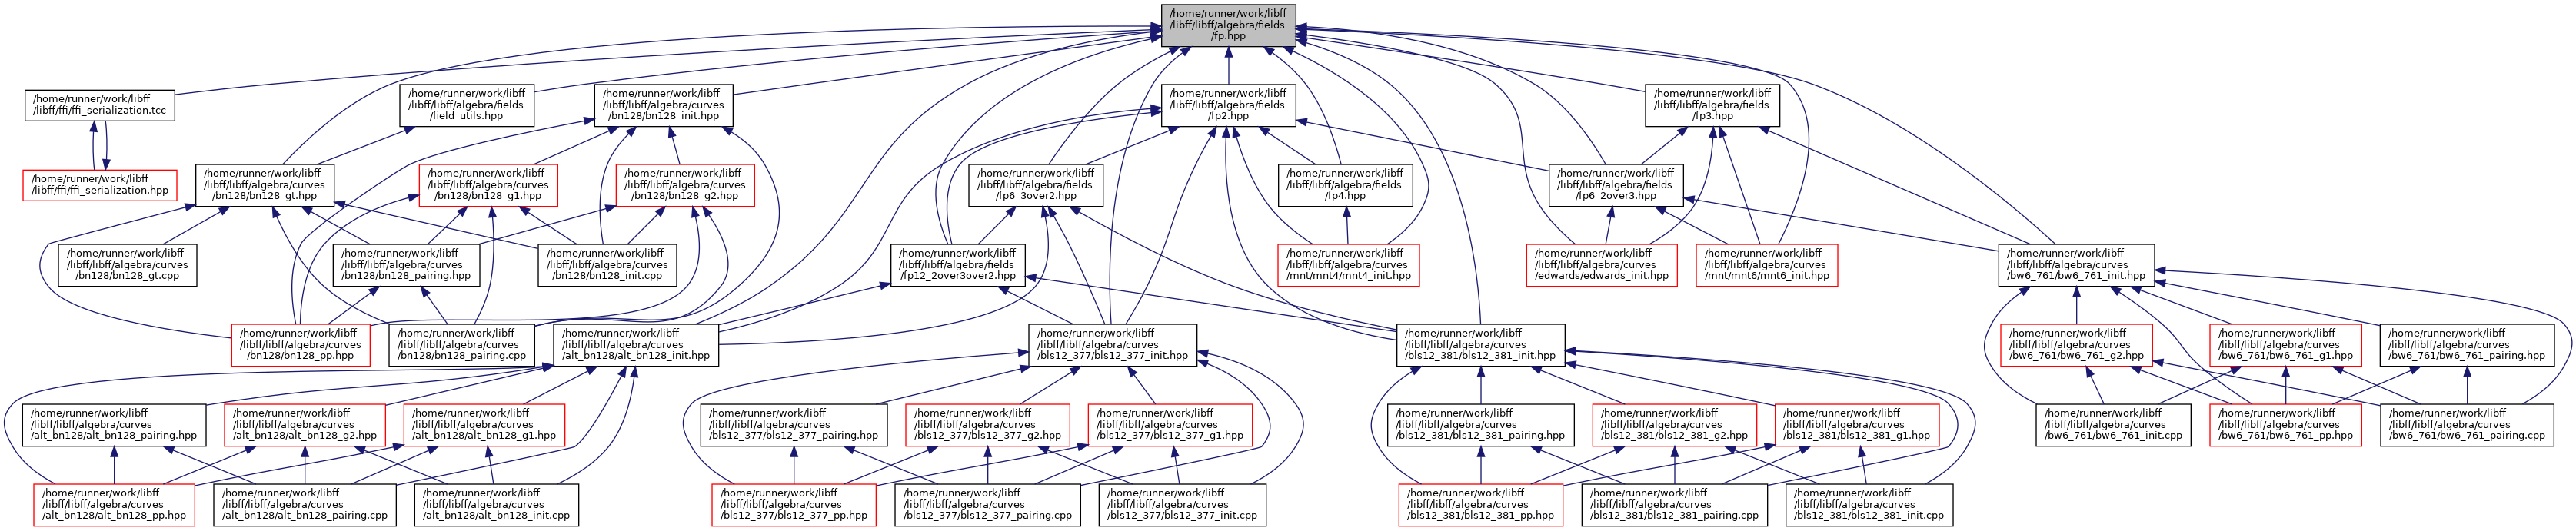 /home/runner/work/libff
/libff/libff/algebra/fields
/fp.hpp
/home/runner/work/libff
/libff/ffi/ffi_serialization.tcc
/home/runner/work/libff
/libff/libff/algebra/fields
/field_utils.hpp
/home/runner/work/libff
/libff/libff/algebra/curves
/bn128/bn128_init.hpp
/home/runner/work/libff
/libff/libff/algebra/fields
/fp2.hpp
/home/runner/work/libff
/libff/libff/algebra/fields
/fp3.hpp
/home/runner/work/libff
/libff/ffi/ffi_serialization.hpp
/home/runner/work/libff
/libff/libff/algebra/curves
/bn128/bn128_gt.hpp
/home/runner/work/libff
/libff/libff/algebra/curves
/bn128/bn128_g1.hpp
/home/runner/work/libff
/libff/libff/algebra/curves
/bn128/bn128_g2.hpp
/home/runner/work/libff
/libff/libff/algebra/fields
/fp6_3over2.hpp
/home/runner/work/libff
/libff/libff/algebra/fields
/fp4.hpp
/home/runner/work/libff
/libff/libff/algebra/fields
/fp6_2over3.hpp
/home/runner/work/libff
/libff/libff/algebra/curves
/bn128/bn128_gt.cpp
/home/runner/work/libff
/libff/libff/algebra/curves
/bn128/bn128_pairing.hpp
/home/runner/work/libff
/libff/libff/algebra/curves
/bn128/bn128_init.cpp
/home/runner/work/libff
/libff/libff/algebra/fields
/fp12_2over3over2.hpp
/home/runner/work/libff
/libff/libff/algebra/curves
/mnt/mnt4/mnt4_init.hpp
/home/runner/work/libff
/libff/libff/algebra/curves
/edwards/edwards_init.hpp
/home/runner/work/libff
/libff/libff/algebra/curves
/mnt/mnt6/mnt6_init.hpp
/home/runner/work/libff
/libff/libff/algebra/curves
/bw6_761/bw6_761_init.hpp
/home/runner/work/libff
/libff/libff/algebra/curves
/bn128/bn128_pp.hpp
/home/runner/work/libff
/libff/libff/algebra/curves
/bn128/bn128_pairing.cpp
/home/runner/work/libff
/libff/libff/algebra/curves
/alt_bn128/alt_bn128_init.hpp
/home/runner/work/libff
/libff/libff/algebra/curves
/bls12_377/bls12_377_init.hpp
/home/runner/work/libff
/libff/libff/algebra/curves
/bls12_381/bls12_381_init.hpp
/home/runner/work/libff
/libff/libff/algebra/curves
/bw6_761/bw6_761_g2.hpp
/home/runner/work/libff
/libff/libff/algebra/curves
/bw6_761/bw6_761_g1.hpp
/home/runner/work/libff
/libff/libff/algebra/curves
/bw6_761/bw6_761_pairing.hpp
/home/runner/work/libff
/libff/libff/algebra/curves
/alt_bn128/alt_bn128_pairing.hpp
/home/runner/work/libff
/libff/libff/algebra/curves
/alt_bn128/alt_bn128_g2.hpp
/home/runner/work/libff
/libff/libff/algebra/curves
/alt_bn128/alt_bn128_g1.hpp
/home/runner/work/libff
/libff/libff/algebra/curves
/bls12_377/bls12_377_pairing.hpp
/home/runner/work/libff
/libff/libff/algebra/curves
/bls12_377/bls12_377_g2.hpp
/home/runner/work/libff
/libff/libff/algebra/curves
/bls12_377/bls12_377_g1.hpp
/home/runner/work/libff
/libff/libff/algebra/curves
/bls12_381/bls12_381_pairing.hpp
/home/runner/work/libff
/libff/libff/algebra/curves
/bls12_381/bls12_381_g2.hpp
/home/runner/work/libff
/libff/libff/algebra/curves
/bls12_381/bls12_381_g1.hpp
/home/runner/work/libff
/libff/libff/algebra/curves
/bw6_761/bw6_761_init.cpp
/home/runner/work/libff
/libff/libff/algebra/curves
/bw6_761/bw6_761_pp.hpp
/home/runner/work/libff
/libff/libff/algebra/curves
/bw6_761/bw6_761_pairing.cpp
/home/runner/work/libff
/libff/libff/algebra/curves
/alt_bn128/alt_bn128_pp.hpp
/home/runner/work/libff
/libff/libff/algebra/curves
/alt_bn128/alt_bn128_pairing.cpp
/home/runner/work/libff
/libff/libff/algebra/curves
/alt_bn128/alt_bn128_init.cpp
/home/runner/work/libff
/libff/libff/algebra/curves
/bls12_377/bls12_377_pp.hpp
/home/runner/work/libff
/libff/libff/algebra/curves
/bls12_377/bls12_377_pairing.cpp
/home/runner/work/libff
/libff/libff/algebra/curves
/bls12_377/bls12_377_init.cpp
/home/runner/work/libff
/libff/libff/algebra/curves
/bls12_381/bls12_381_pp.hpp
/home/runner/work/libff
/libff/libff/algebra/curves
/bls12_381/bls12_381_pairing.cpp
/home/runner/work/libff
/libff/libff/algebra/curves
/bls12_381/bls12_381_init.cpp